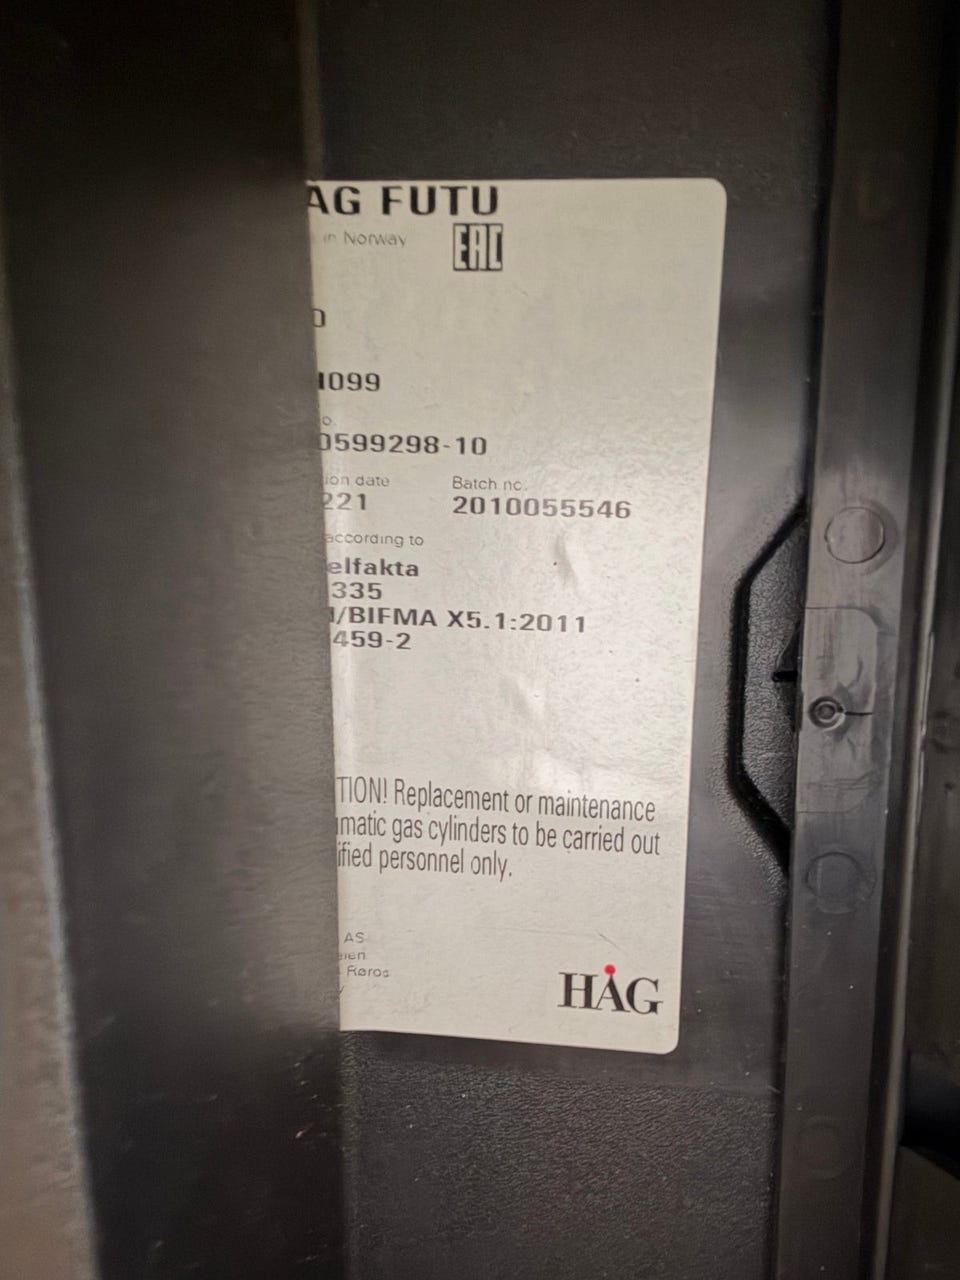 AG FUTU
in Norway
EAC
1099
0599298-10
ion date Batch no.
221 2010055546
according to
elfakta
335
/BIFMA X5.1:2011
459-2
TION! Replacement or maintenance
matic gas cylinders to be carried out
ified personnel only.
AS
eien
Røros
HÅG